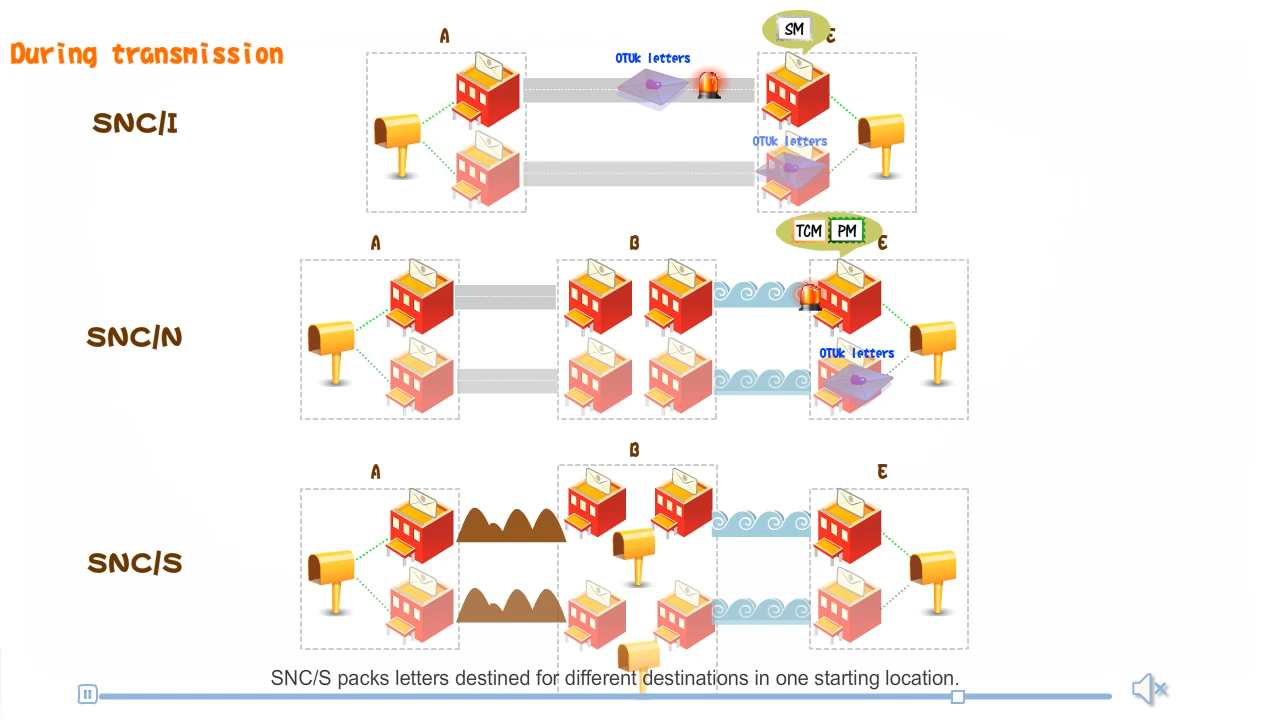 During transmission
A
SM
E
OTUk letters
SNC/I
OTUk letters
A
B
TCM PM
E
SNC/N
OTUk letters
A
B
E
SNC/S
SNC/S packs letters destined for different destinations in one starting location.